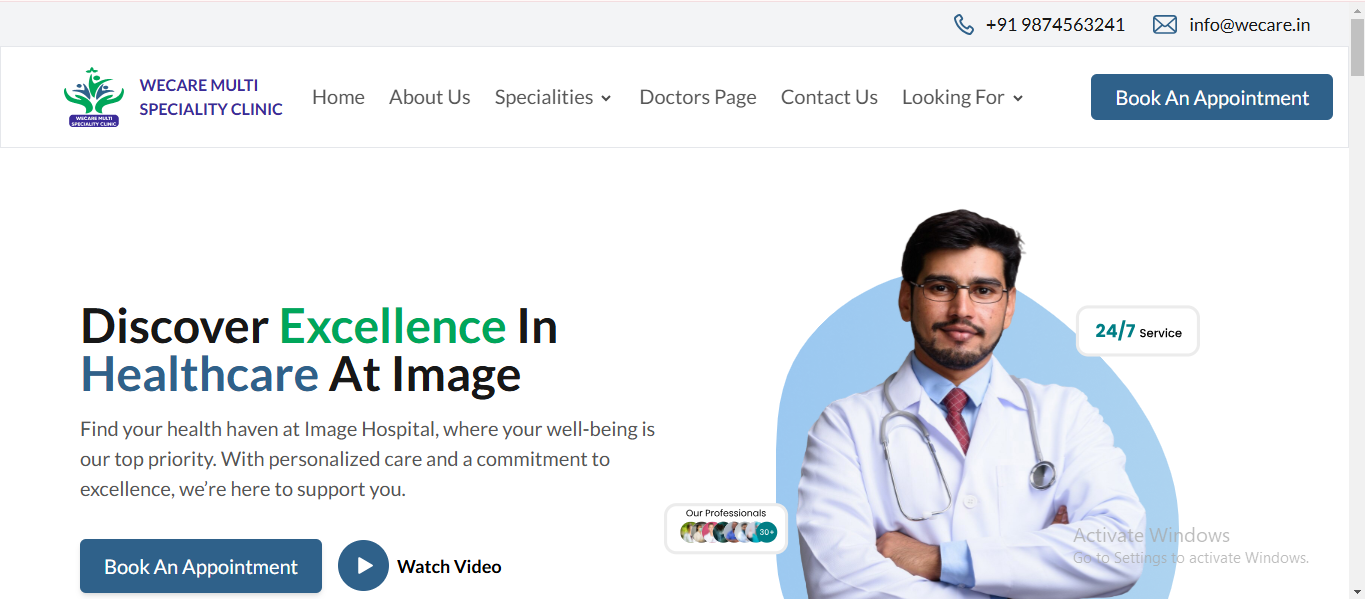 +91 9874563241 info@wecare.in
WECARE MULTI
SPECIALITY CLINIC
WECARE MULTI
SPECIALITY CLINIC
Home About Us Specialities Doctors Page Contact Us Looking For Book An Appointment
Discover Excellence In
Healthcare At Image
24/7 Service
Find your health haven at Image Hospital, where your well-being is
our top priority. With personalized care and a commitment to
excellence, we’re here to support you.
Our Professionals
30+
Book An Appointment Watch Video
Activate Windows
Go to Settings to activate Windows.